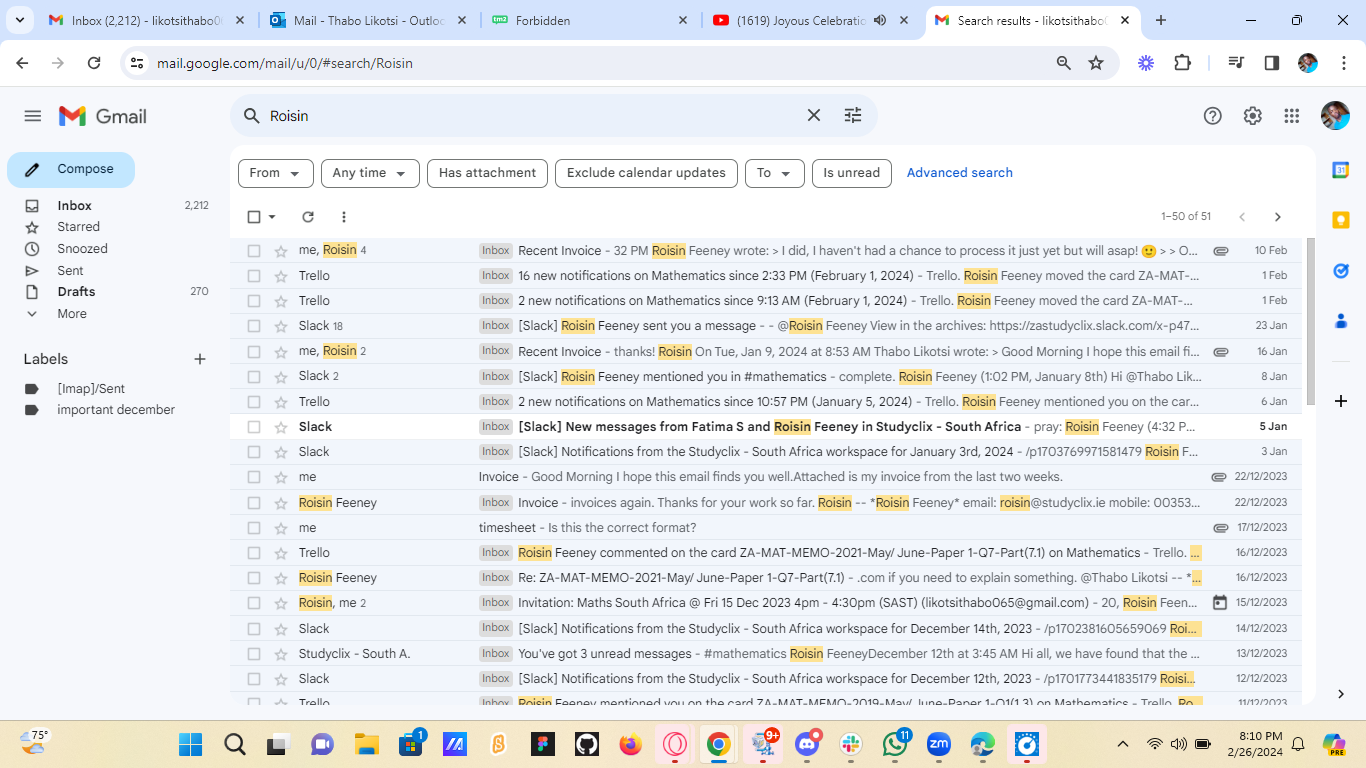 Inbox (2,212) - likotsithabo0
Mail - Thabo Likotsi - Outlo
Forbidden
(1619) Joyous Celebratio
Search results - likotsithabo0
mail.google.com/mail/u/0/#search/Roisin
Gmail
Roisin
Compose
Inbox 2,212
Starred
Snoozed
Sent
Drafts 270
More
Labels
[Imap]/Sent
important december
From Any time Has attachment Exclude calendar updates To Is unread Advanced search
1–50 of 51
me, Roisin 4 Inbox Recent Invoice - 32 PM Roisin Feeney wrote: > I did, I haven't had a chance to process it just yet but will asap! 🙂 > > O... 10 Feb
Trello Inbox 16 new notifications on Mathematics since 2:33 PM (February 1, 2024) - Trello. Roisin Feeney moved the card ZA-MAT-... 1 Feb
Trello Inbox 2 new notifications on Mathematics since 9:13 AM (February 1, 2024) - Trello. Roisin Feeney moved the card ZA-MAT-... 1 Feb
Slack 18 Inbox [Slack] Roisin Feeney sent you a message - - @Roisin Feeney View in the archives: https://zastudyclix.slack.com/x-p47... 23 Jan
me, Roisin 2 Inbox Recent Invoice - thanks! Roisin On Tue, Jan 9, 2024 at 8:53 AM Thabo Likotsi wrote: > Good Morning I hope this email fi... 16 Jan
Slack 2 Inbox [Slack] Roisin Feeney mentioned you in #mathematics - complete. Roisin Feeney (1:02 PM, January 8th) Hi @Thabo Lik... 8 Jan
Trello Inbox 2 new notifications on Mathematics since 10:57 PM (January 5, 2024) - Trello. Roisin Feeney mentioned you on the car... 6 Jan
Slack Inbox [Slack] New messages from Fatima S and Roisin Feeney in Studyclix - South Africa - pray: Roisin Feeney (4:32 P... 5 Jan
Slack Inbox [Slack] Notifications from the Studyclix - South Africa workspace for January 3rd, 2024 - /p1703769971581479 Roisin F... 3 Jan
me Invoice - Good Morning I hope this email finds you well.Attached is my invoice from the last two weeks. 22/12/2023
Roisin Feeney Inbox Invoice - invoices again. Thanks for your work so far. Roisin -- *Roisin Feeney* email: roisin@studyclix.ie mobile: 00353... 22/12/2023
me timesheet - Is this the correct format? 17/12/2023
Trello Inbox Roisin Feeney commented on the card ZA-MAT-MEMO-2021-May/ June-Paper 1-Q7-Part(7.1) on Mathematics - Trello. ... 16/12/2023
Roisin Feeney Inbox Re: ZA-MAT-MEMO-2021-May/ June-Paper 1-Q7-Part(7.1) - .com if you need to explain something. @Thabo Likotsi -- *... 16/12/2023
Roisin, me 2 Inbox Invitation: Maths South Africa @ Fri 15 Dec 2023 4pm - 4:30pm (SAST) (likotsithabo065@gmail.com) - 20, Roisin Feen... 15/12/2023
Slack Inbox [Slack] Notifications from the Studyclix - South Africa workspace for December 14th, 2023 - /p1702381605659069 Roi... 14/12/2023
Studyclix - South A. Inbox You've got 3 unread messages - #mathematics Roisin FeeneyDecember 12th at 3:45 AM Hi all, we have found that the ... 13/12/2023
Slack Inbox [Slack] Notifications from the Studyclix - South Africa workspace for December 12th, 2023 - /p1701773441835179 Roisi... 12/12/2023
Trello Inbox Roisin Feeney mentioned you on the card ZA-MAT-MEMO-2019-May/ June-Paper 1-Q1(1.3) on Mathematics - Trello. Ro... 11/12/2023
75°
1
9+
11
zm
8:10 PM
2/26/2024
PRE